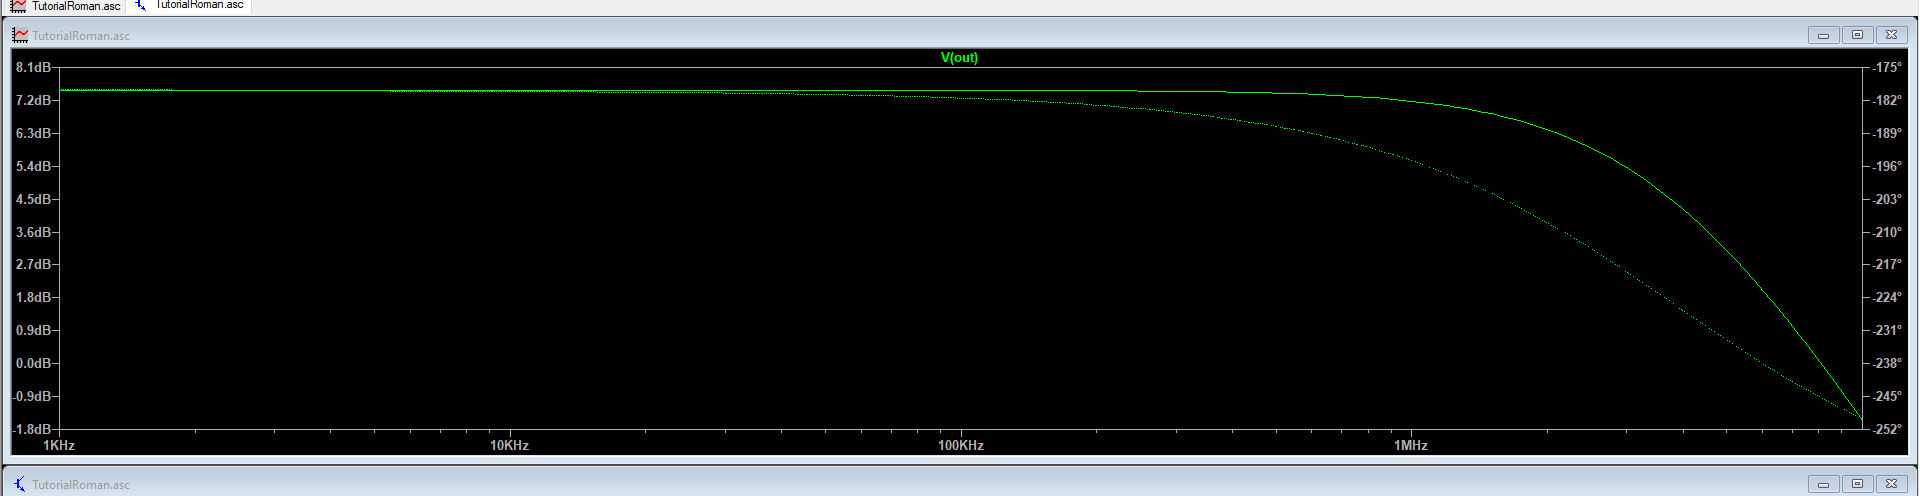 TutorialRoman.asc TutorialRoman.asc
TutorialRoman.asc
V(out)
8.1dB -175°
7.2dB -182°
6.3dB -189°
5.4dB -196°
4.5dB -203°
3.6dB -210°
2.7dB -217°
1.8dB -224°
0.9dB -231°
0.0dB -238°
-0.9dB -245°
-1.8dB -252°
1KHz 10KHz 100KHz 1MHz
TutorialRoman.asc